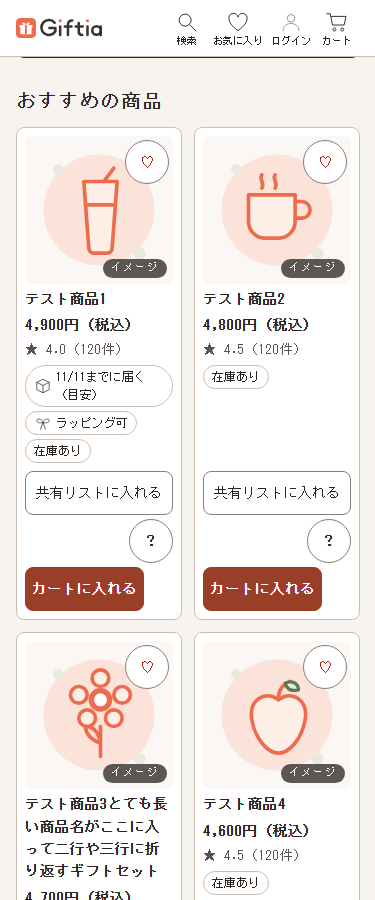 Giftia
検索
お気に入り
ログイン
カート
おすすめの商品
イメージ
テスト商品1
4,900円（税込）
★ 4.0（120件）
11/11までに届く
（目安）
ラッピング可
在庫あり
共有リストに入れる
?
カートに入れる
イメージ
テスト商品2
4,800円（税込）
★ 4.5（120件）
在庫あり
共有リストに入れる
?
カートに入れる
イメージ
テスト商品3とても長
い商品名がここに入
って二行や三行に折
り返すギフトセット
4,700円（税込）
イメージ
テスト商品4
4,600円（税込）
★ 4.5（120件）
在庫あり